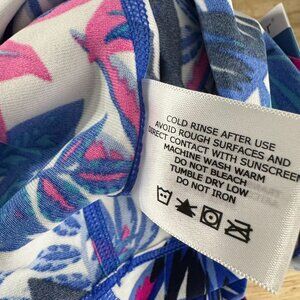 COLD RINSE AFTER USE
AVOID ROUGH SURFACES AND
DIRECT CONTACT WITH SUNSCREEN
MACHINE WASH WARM
DO NOT BLEACH
TUMBLE DRY LOW
DO NOT IRON